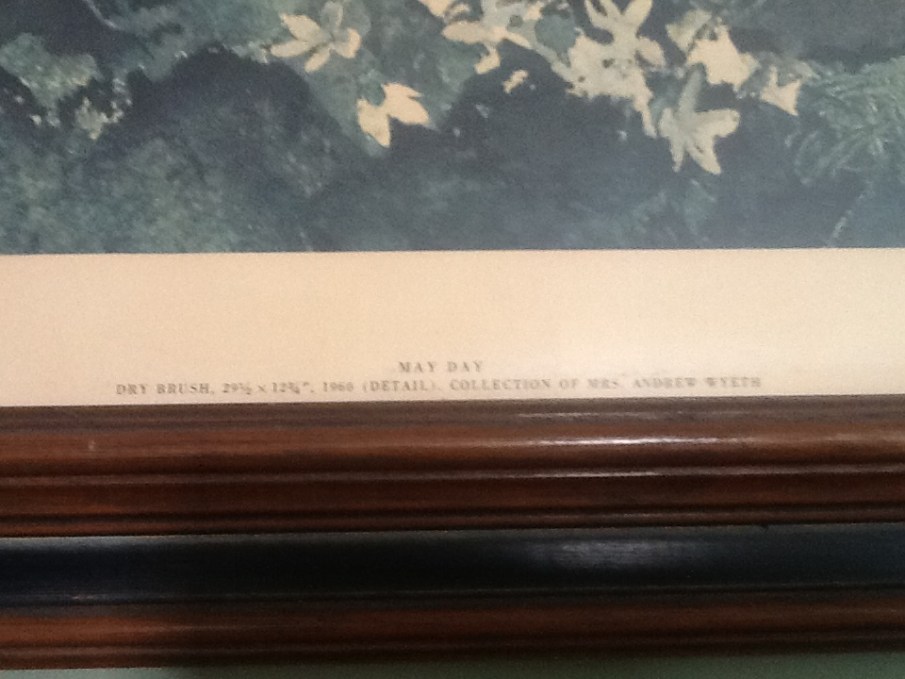 MAY DAY
DRY BRUSH, 29½ x 12¾", 1960 (DETAIL). COLLECTION OF MRS. ANDREW WYETH